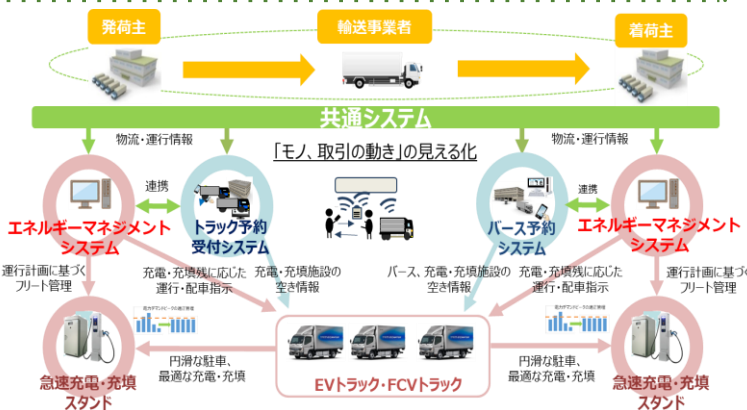 発荷主
輸送事業者
着荷主
共通システム
物流・運行情報
物流・運行情報
「モノ、取引の動き」の見える化
連携
連携
エネルギーマネジメント
システム
トラック予約
受付システム
バース予約
システム
エネルギーマネジメント
システム
運行計画に基づく
フリート管理
充電・充填残に応じた
運行・配車指示
充電・充填施設の
空き情報
バース、充電・充填施設の
空き情報
充電・充填残に応じた
運行・配車指示
運行計画に基づく
フリート管理
円滑な駐車、
最適な充電・充填
EVトラック・FCVトラック
円滑な駐車、
最適な充電・充填
急速充電・充填
スタンド
急速充電・充填
スタンド